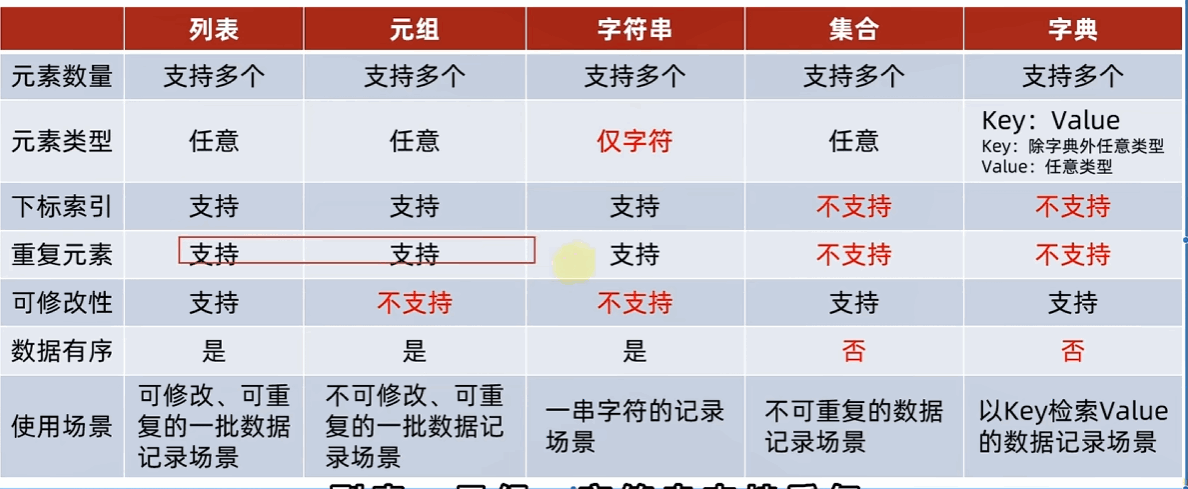 列表 元组 字符串 集合 字典
元素数量 支持多个 支持多个 支持多个 支持多个 支持多个
元素类型 任意 任意 仅字符 任意 Key：Value
Key：除字典外任意类型
Value：任意类型
下标索引 支持 支持 支持 不支持 不支持
重复元素 支持 支持 支持 不支持 不支持
可修改性 支持 不支持 不支持 支持 支持
数据有序 是 是 是 否 否
使用场景
可修改、可重
复的一批数据
记录场景
不可修改、可重
复的一批数据记
录场景
一串字符的记录
场景
不可重复的数据
记录场景
以Key检索Value
的数据记录场景